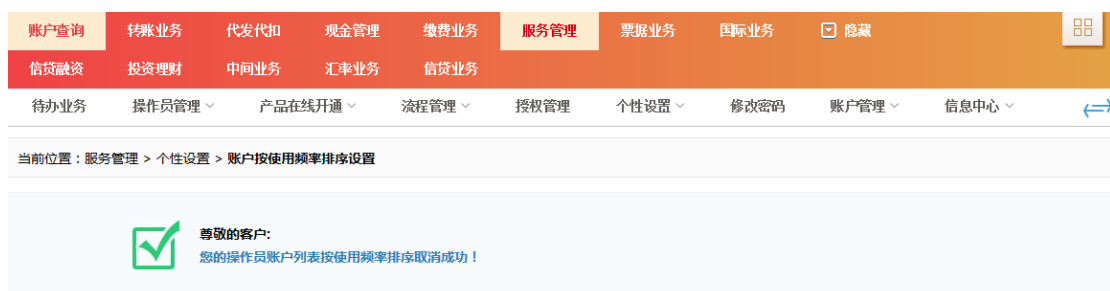 账户查询 转账业务 代发代扣 现金管理 缴费业务 服务管理 票据业务 国际业务 隐藏
信贷融资 投资理财 中间业务 汇率业务 信贷业务
待办业务 操作员管理 产品在线开通 流程管理 授权管理 个性设置 修改密码 账户管理 信息中心
当前位置：服务管理 > 个性设置 > 账户按使用频率排序设置
尊敬的客户：
您的操作员账户列表按使用频率排序取消成功！